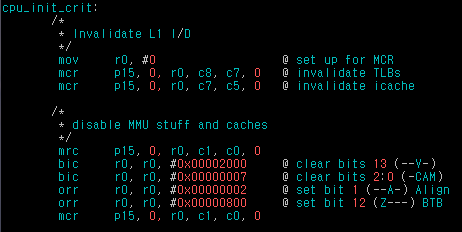 cpu_init_crit:
/*
* Invalidate L1 I/D
*/
mov r0, #0 @ set up for MCR
mcr p15, 0, r0, c8, c7, 0 @ invalidate TLBs
mcr p15, 0, r0, c7, c5, 0 @ invalidate icache
/*
* disable MMU stuff and caches
*/
mrc p15, 0, r0, c1, c0, 0
bic r0, r0, #0x00002000 @ clear bits 13 (--V-)
bic r0, r0, #0x00000007 @ clear bits 2:0 (-CAM)
orr r0, r0, #0x00000002 @ set bit 1 (--A-) Align
orr r0, r0, #0x00000800 @ set bit 12 (Z---) BTB
mcr p15, 0, r0, c1, c0, 0